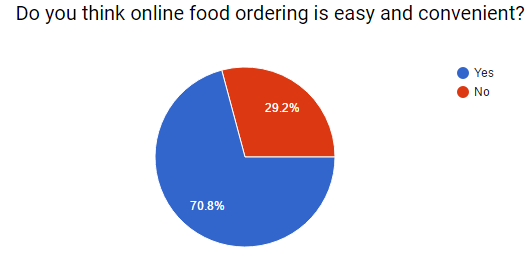 Do you think online food ordering is easy and convenient?
Yes
No
29.2%
70.8%